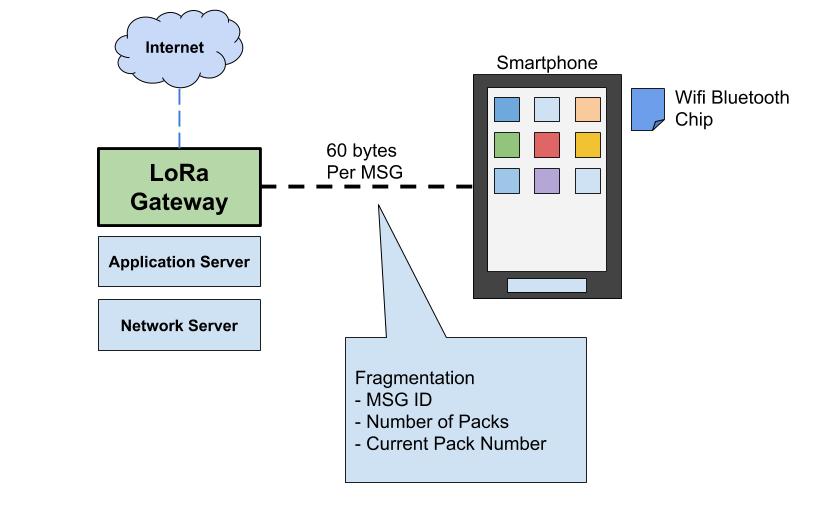 Internet
Smartphone
Wifi Bluetooth
Chip
60 bytes
Per MSG
LoRa
Gateway
Application Server
Network Server
Fragmentation
- MSG ID
- Number of Packs
- Current Pack Number